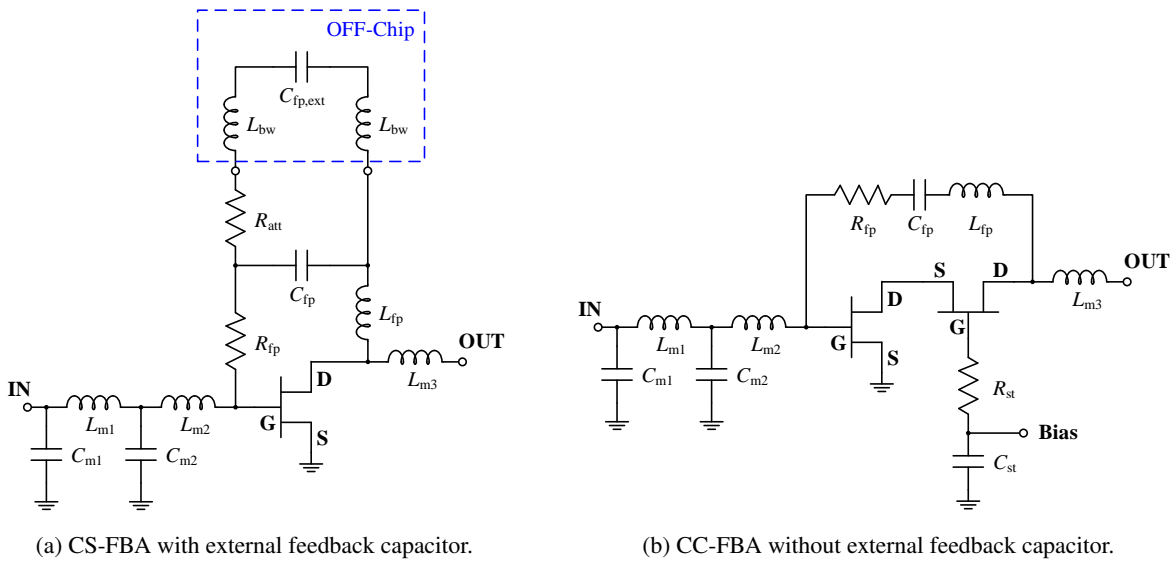 OFF-Chip
C_fp,ext
L_bw
L_bw
R_att
C_fp
L_fp
R_fp
OUT
L_m3
D
IN
G
S
L_m1
L_m2
C_m1
C_m2
(a) CS-FBA with external feedback capacitor.
R_fp
C_fp
L_fp
S
D
OUT
L_m3
D
IN
G
G
S
L_m1
L_m2
C_m1
C_m2
R_st
Bias
C_st
(b) CC-FBA without external feedback capacitor.